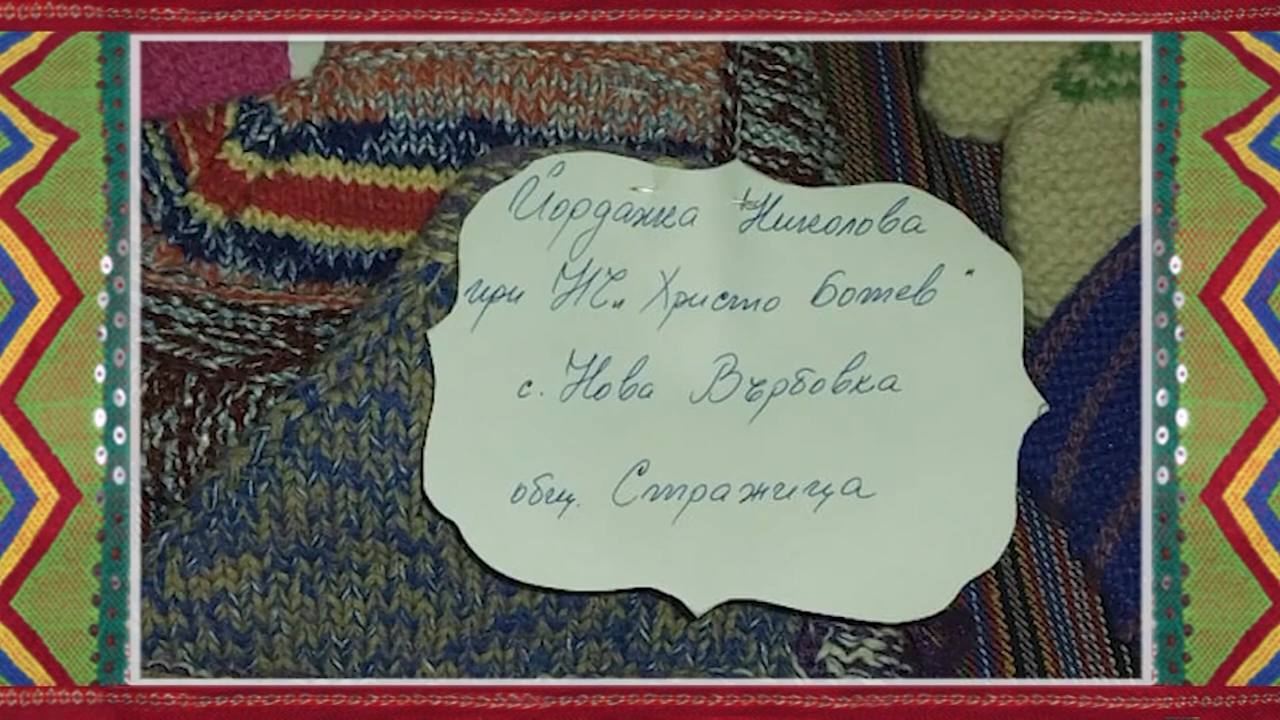 Йорданка Николова
при НЧ „Христо Ботев“
с. Нова Върбовка
общ. Стражица